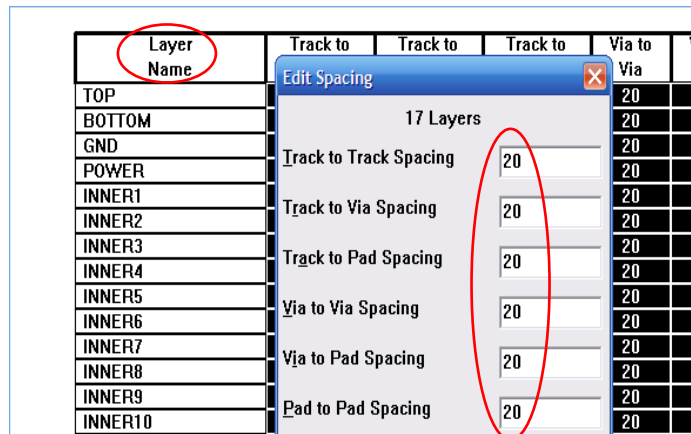 Layer Name
Track to
Track to
Track to
Via to Via
Edit Spacing
17 Layers
Track to Track Spacing 20
Track to Via Spacing 20
Track to Pad Spacing 20
Via to Via Spacing 20
Via to Pad Spacing 20
Pad to Pad Spacing 20
TOP 20
BOTTOM 20
GND 20
POWER 20
INNER1 20
INNER2 20
INNER3 20
INNER4 20
INNER5 20
INNER6 20
INNER7 20
INNER8 20
INNER9 20
INNER10 20